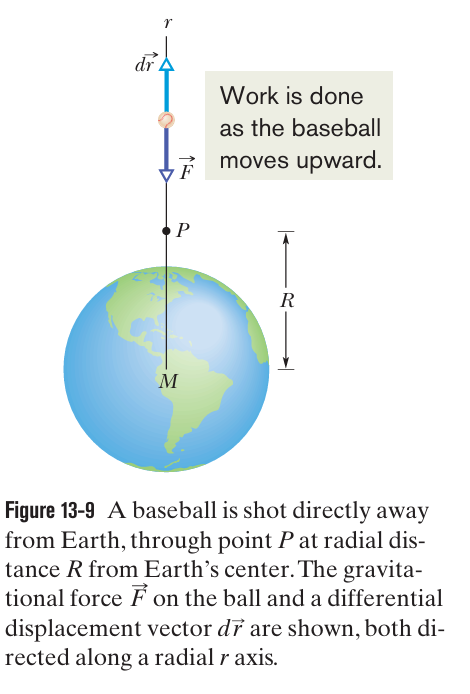 r
dr⃗
Work is done
as the baseball
moves upward.
F⃗
P
R
M
Figure 13-9 A baseball is shot directly away
from Earth, through point P at radial dis-
tance R from Earth's center. The gravita-
tional force F⃗ on the ball and a differential
displacement vector dr⃗ are shown, both di-
rected along a radial r axis.